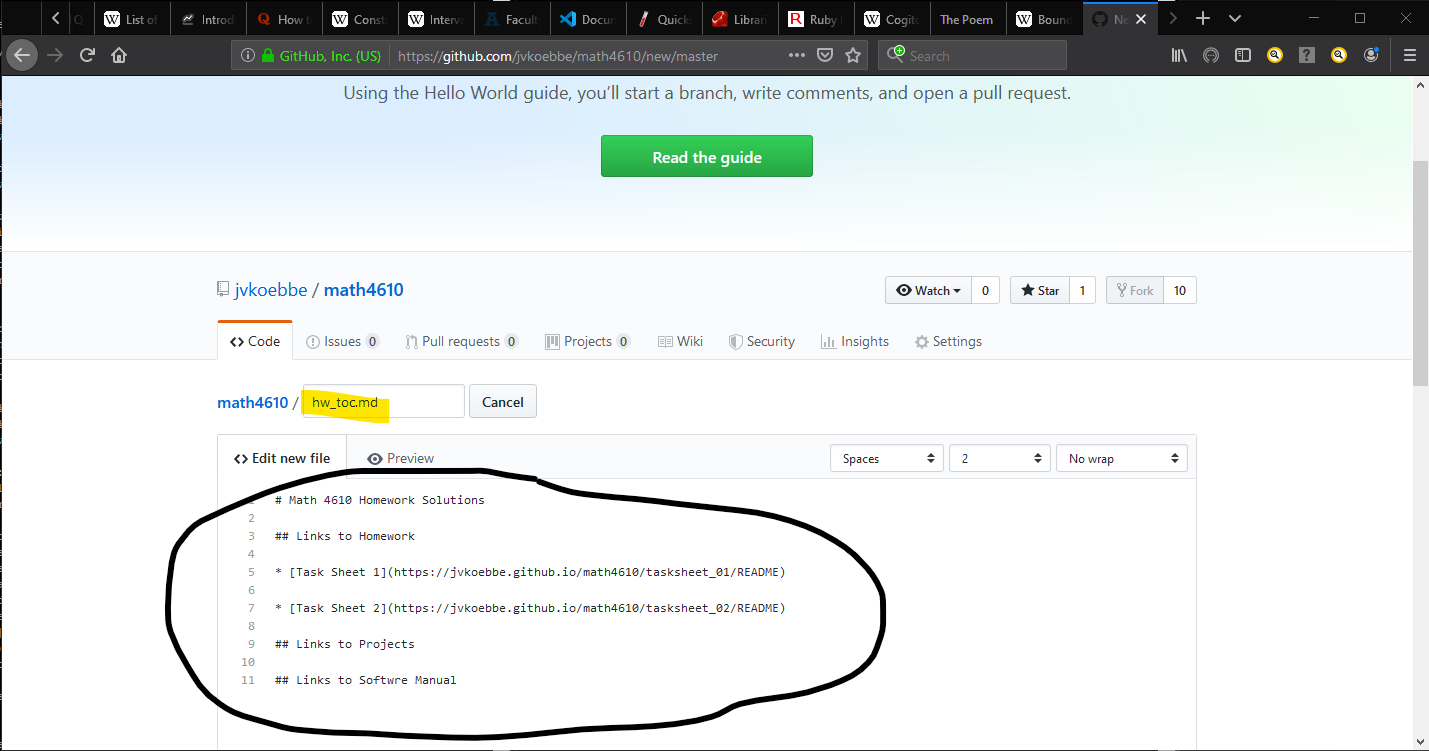 List of Introd How t Consta Interva Facult Docun Quick Librari Ruby Cogito The Poem Bound Ne
GitHub, Inc. (US) https://github.com/jvkoebbe/math4610/new/master Search
Using the Hello World guide, you’ll start a branch, write comments, and open a pull request.
Read the guide
jvkoebbe / math4610 Watch 0 Star 1 Fork 10
Code Issues 0 Pull requests 0 Projects 0 Wiki Security Insights Settings
math4610 / hw_toc.md Cancel
Edit new file Preview Spaces 2 No wrap
# Math 4610 Homework Solutions
2
3 ## Links to Homework
4
5 * [Task Sheet 1](https://jvkoebbe.github.io/math4610/tasksheet_01/README)
6
7 * [Task Sheet 2](https://jvkoebbe.github.io/math4610/tasksheet_02/README)
8
9 ## Links to Projects
10
11 ## Links to Softwre Manual